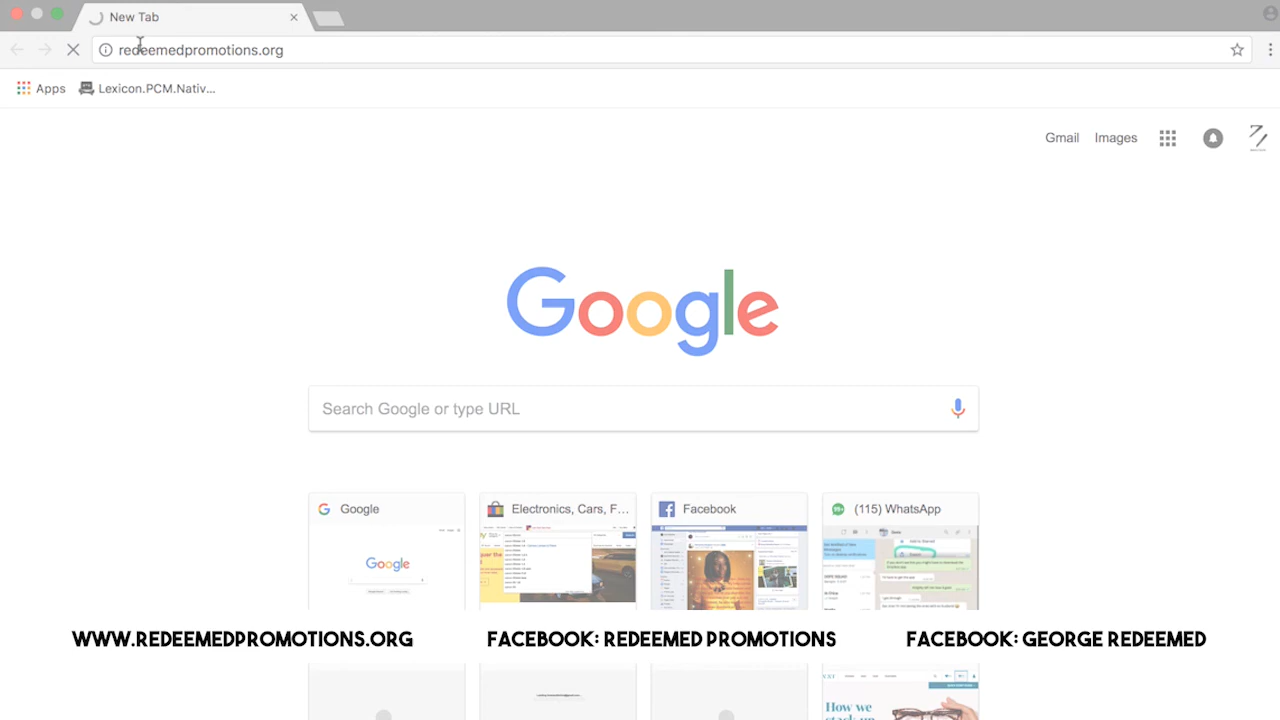 New Tab
redeemedpromotions.org
Apps
Lexicon.PCM.Nativ...
Gmail
Images
Google
Search Google or type URL
Google
Electronics, Cars, F...
Facebook
(115) WhatsApp
Google
WWW.REDEEMEDPROMOTIONS.ORG
FACEBOOK: REDEEMED PROMOTIONS
FACEBOOK: GEORGE REDEEMED
How we